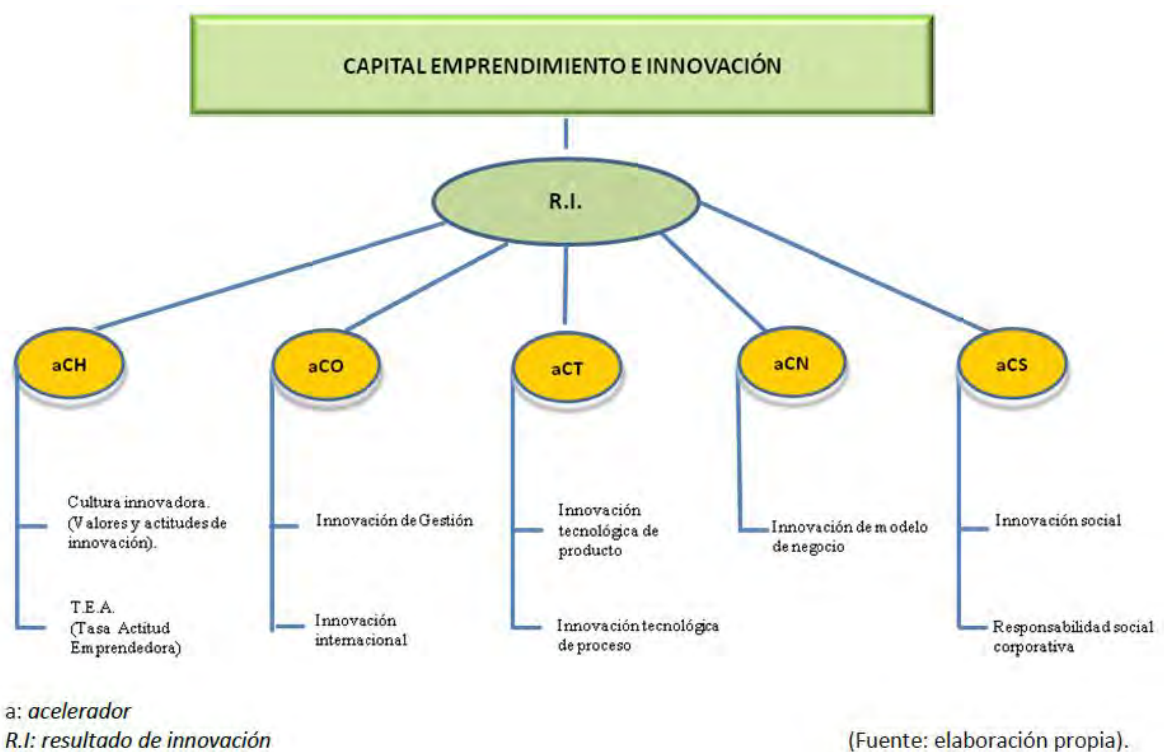 CAPITAL EMPRENDIMIENTO E INNOVACIÓN
R.I.
aCH
aCO
aCT
aCN
aCS
Cultura innovadora.
(Valores y actitudes de
innovación).
T.E.A.
(Tasa Actitud
Emprendedora)
Innovación de Gestión
Innovación
internacional
Innovación
tecnológica de
producto
Innovación tecnológica
de proceso
Innovación de modelo
de negocio
Innovación social
Responsabilidad social
corporativa
a: acelerador
R.I: resultado de innovación
(Fuente: elaboración propia).